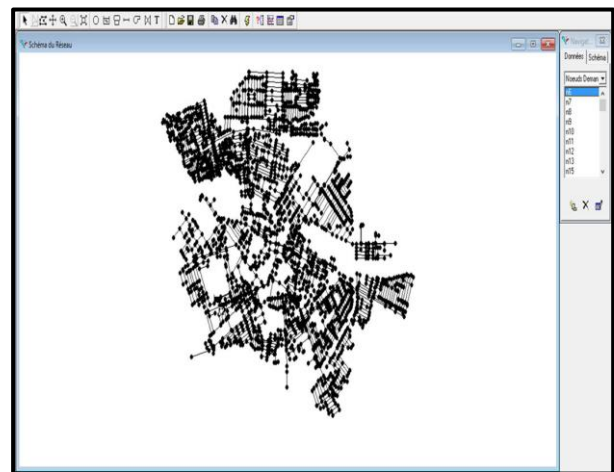 T
Schéma du Réseau
Navigat...
Données
Schéma
Noeuds Deman
n6
n7
n8
n9
n10
n11
n12
n13
n15